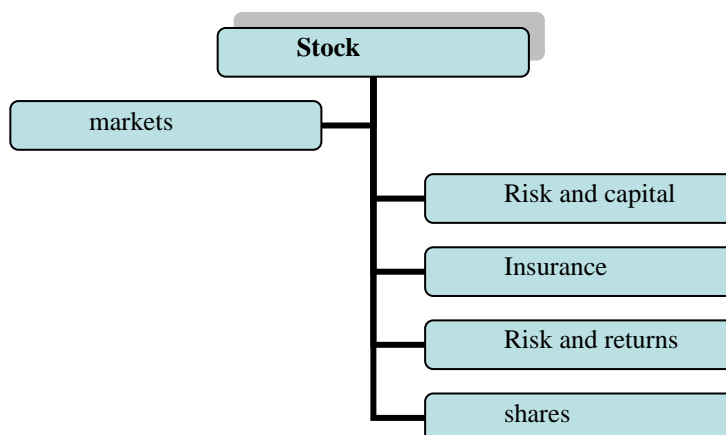 Stock
markets
Risk and capital
Insurance
Risk and returns
shares